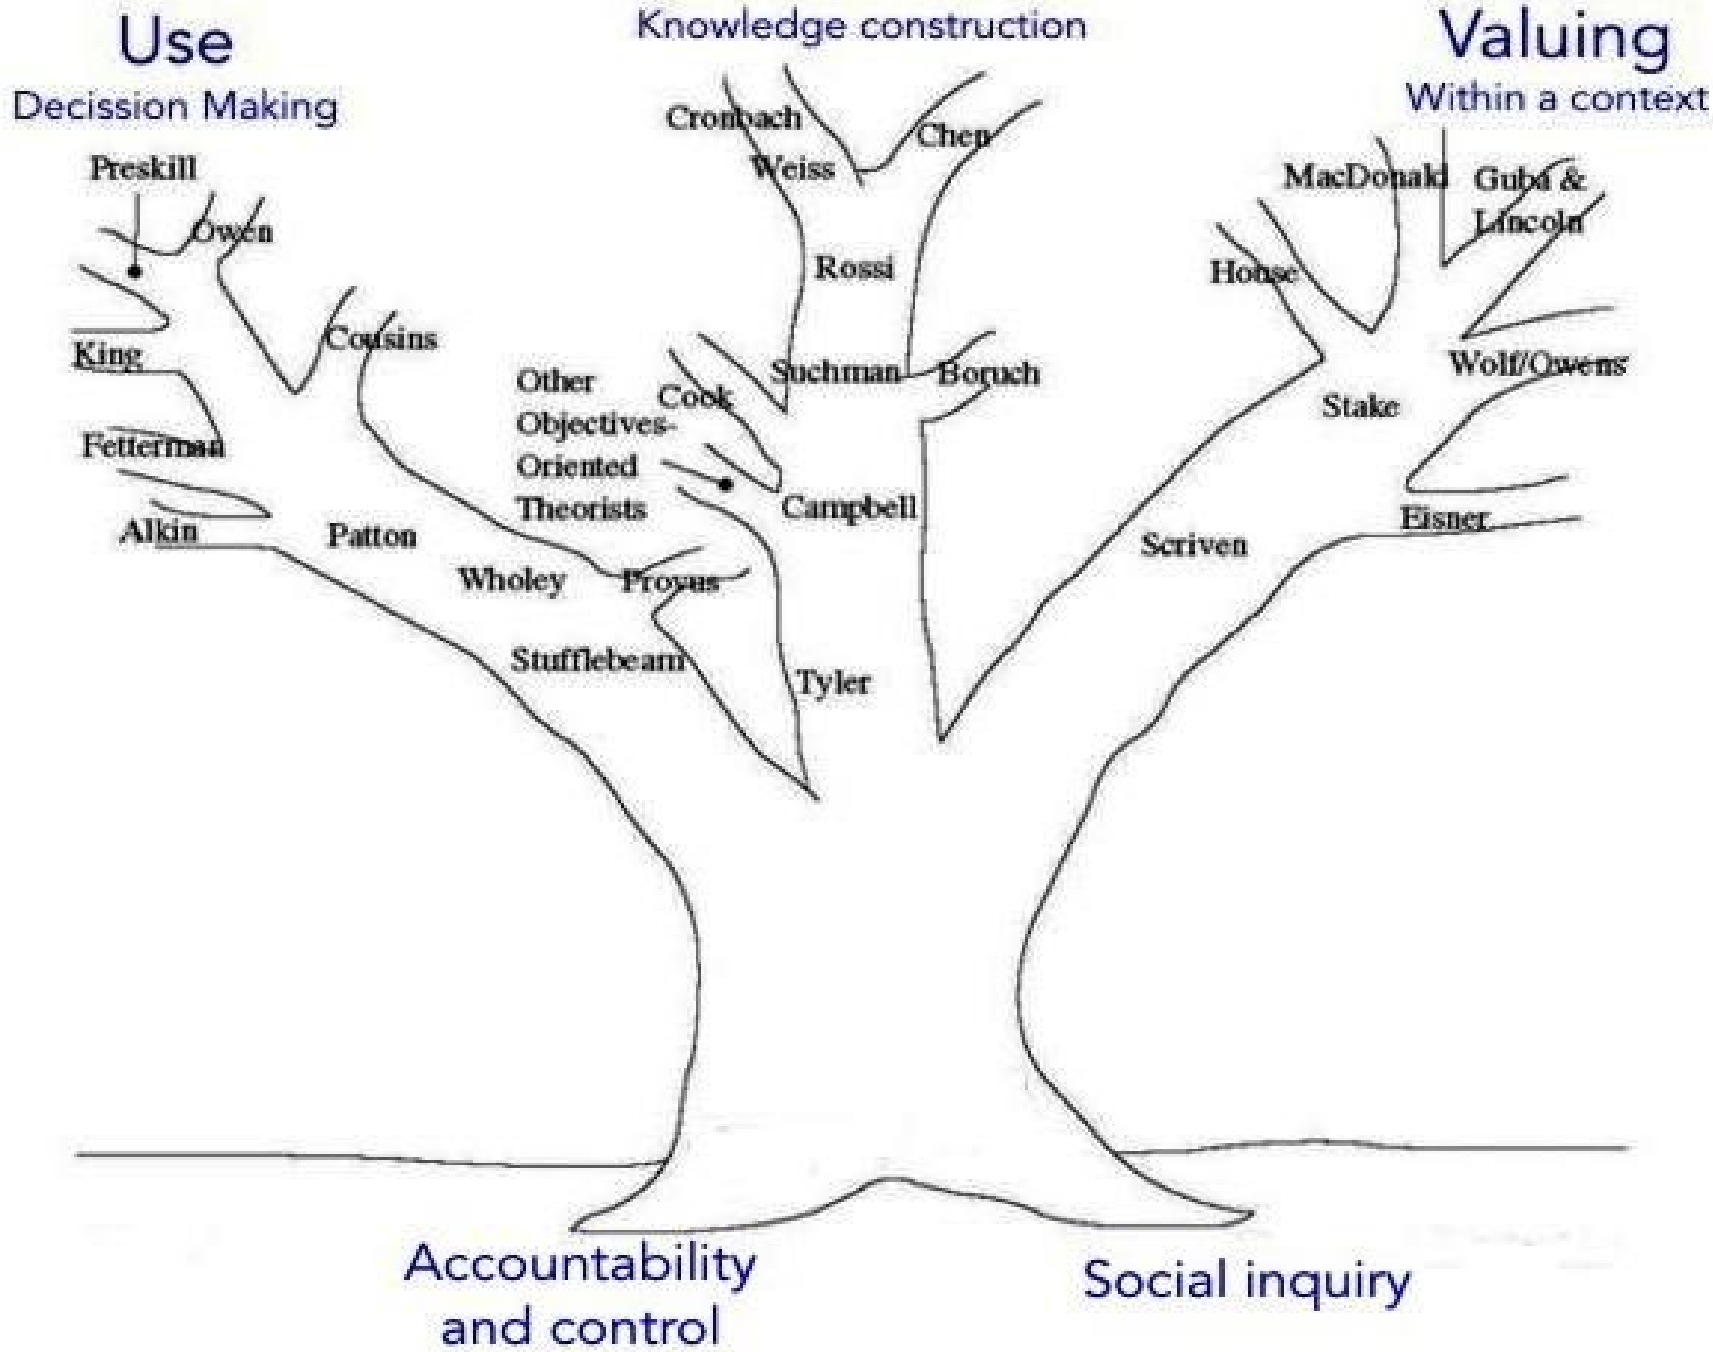 Use
Decission Making
Knowledge construction
Valuing
Within a context
Preskill
Owen
King
Cousins
Fetterman
Alkin
Patton
Wholey
Provus
Stufflebeam
Cronbach
Weiss
Chen
Rossi
Suchman
Boruch
Cook
Other
Objectives-
Oriented
Theorists
Campbell
Tyler
MacDonald
Guba &
Lincoln
House
Wolf/Owens
Stake
Eisner
Scriven
Accountability
and control
Social inquiry